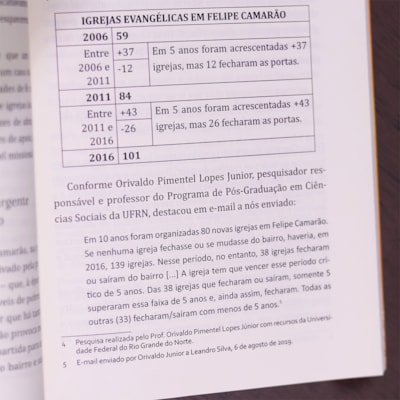 IGREJAS EVANGÉLICAS EM FELIPE CAMARÃO
2006 59
Entre 2006 e 2011 +37 -12 Em 5 anos foram acrescentadas +37
igrejas, mas 12 fecharam as portas.
2011 84
Entre 2011 e 2016 +43 -26 Em 5 anos foram acrescentadas +43
igrejas, mas 26 fecharam as portas.
2016 101
Conforme Orivaldo Pimentel Lopes Junior, pesquisador res-
ponsável e professor do Programa de Pós-Graduação em Ciên-
cias Sociais da UFRN, destacou em e-mail a nós enviado:
Em 10 anos foram organizadas 80 novas igrejas em Felipe Camarão.
Se nenhuma igreja fechasse ou se mudasse do bairro, haveria, em
2016, 139 igrejas. Nesse período, no entanto, 38 igrejas fecharam
ou saíram do bairro [...] A igreja tem que vencer esse período crí-
tico de 5 anos. Das 38 igrejas que fecharam ou saíram, somente 5
superaram essa faixa de 5 anos e, ainda assim, fecharam. Todas as
outras (33) fecharam/saíram com menos de 5 anos.⁵
4 Pesquisa realizada pelo Prof. Orivaldo Pimentel Lopes Júnior com recursos da Universi-
dade Federal do Rio Grande do Norte.
5 E-mail enviado por Orivaldo Junior a Leandro Silva, 6 de agosto de 2019.